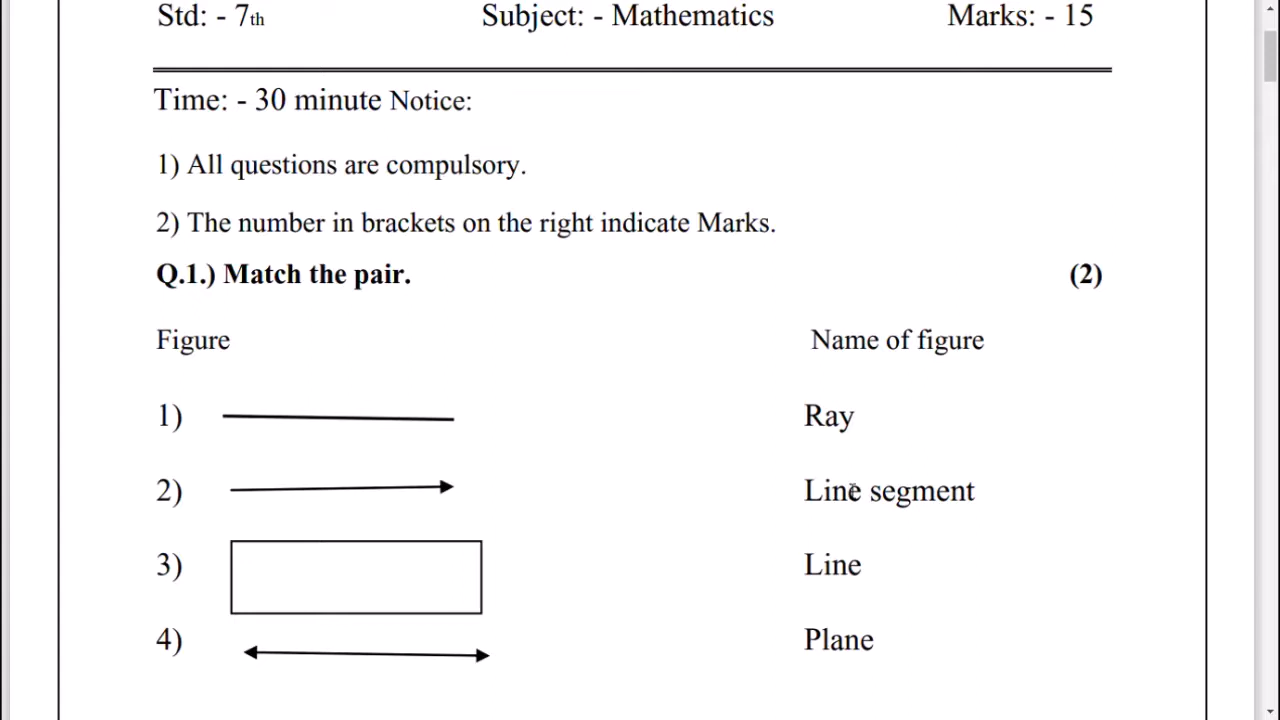 Std: - 7th Subject: - Mathematics Marks: - 15
Time: - 30 minute Notice:
1) All questions are compulsory.
2) The number in brackets on the right indicate Marks.
Q.1.) Match the pair. (2)
Figure Name of figure
1) Ray
2) Line segment
3) Line
4) Plane